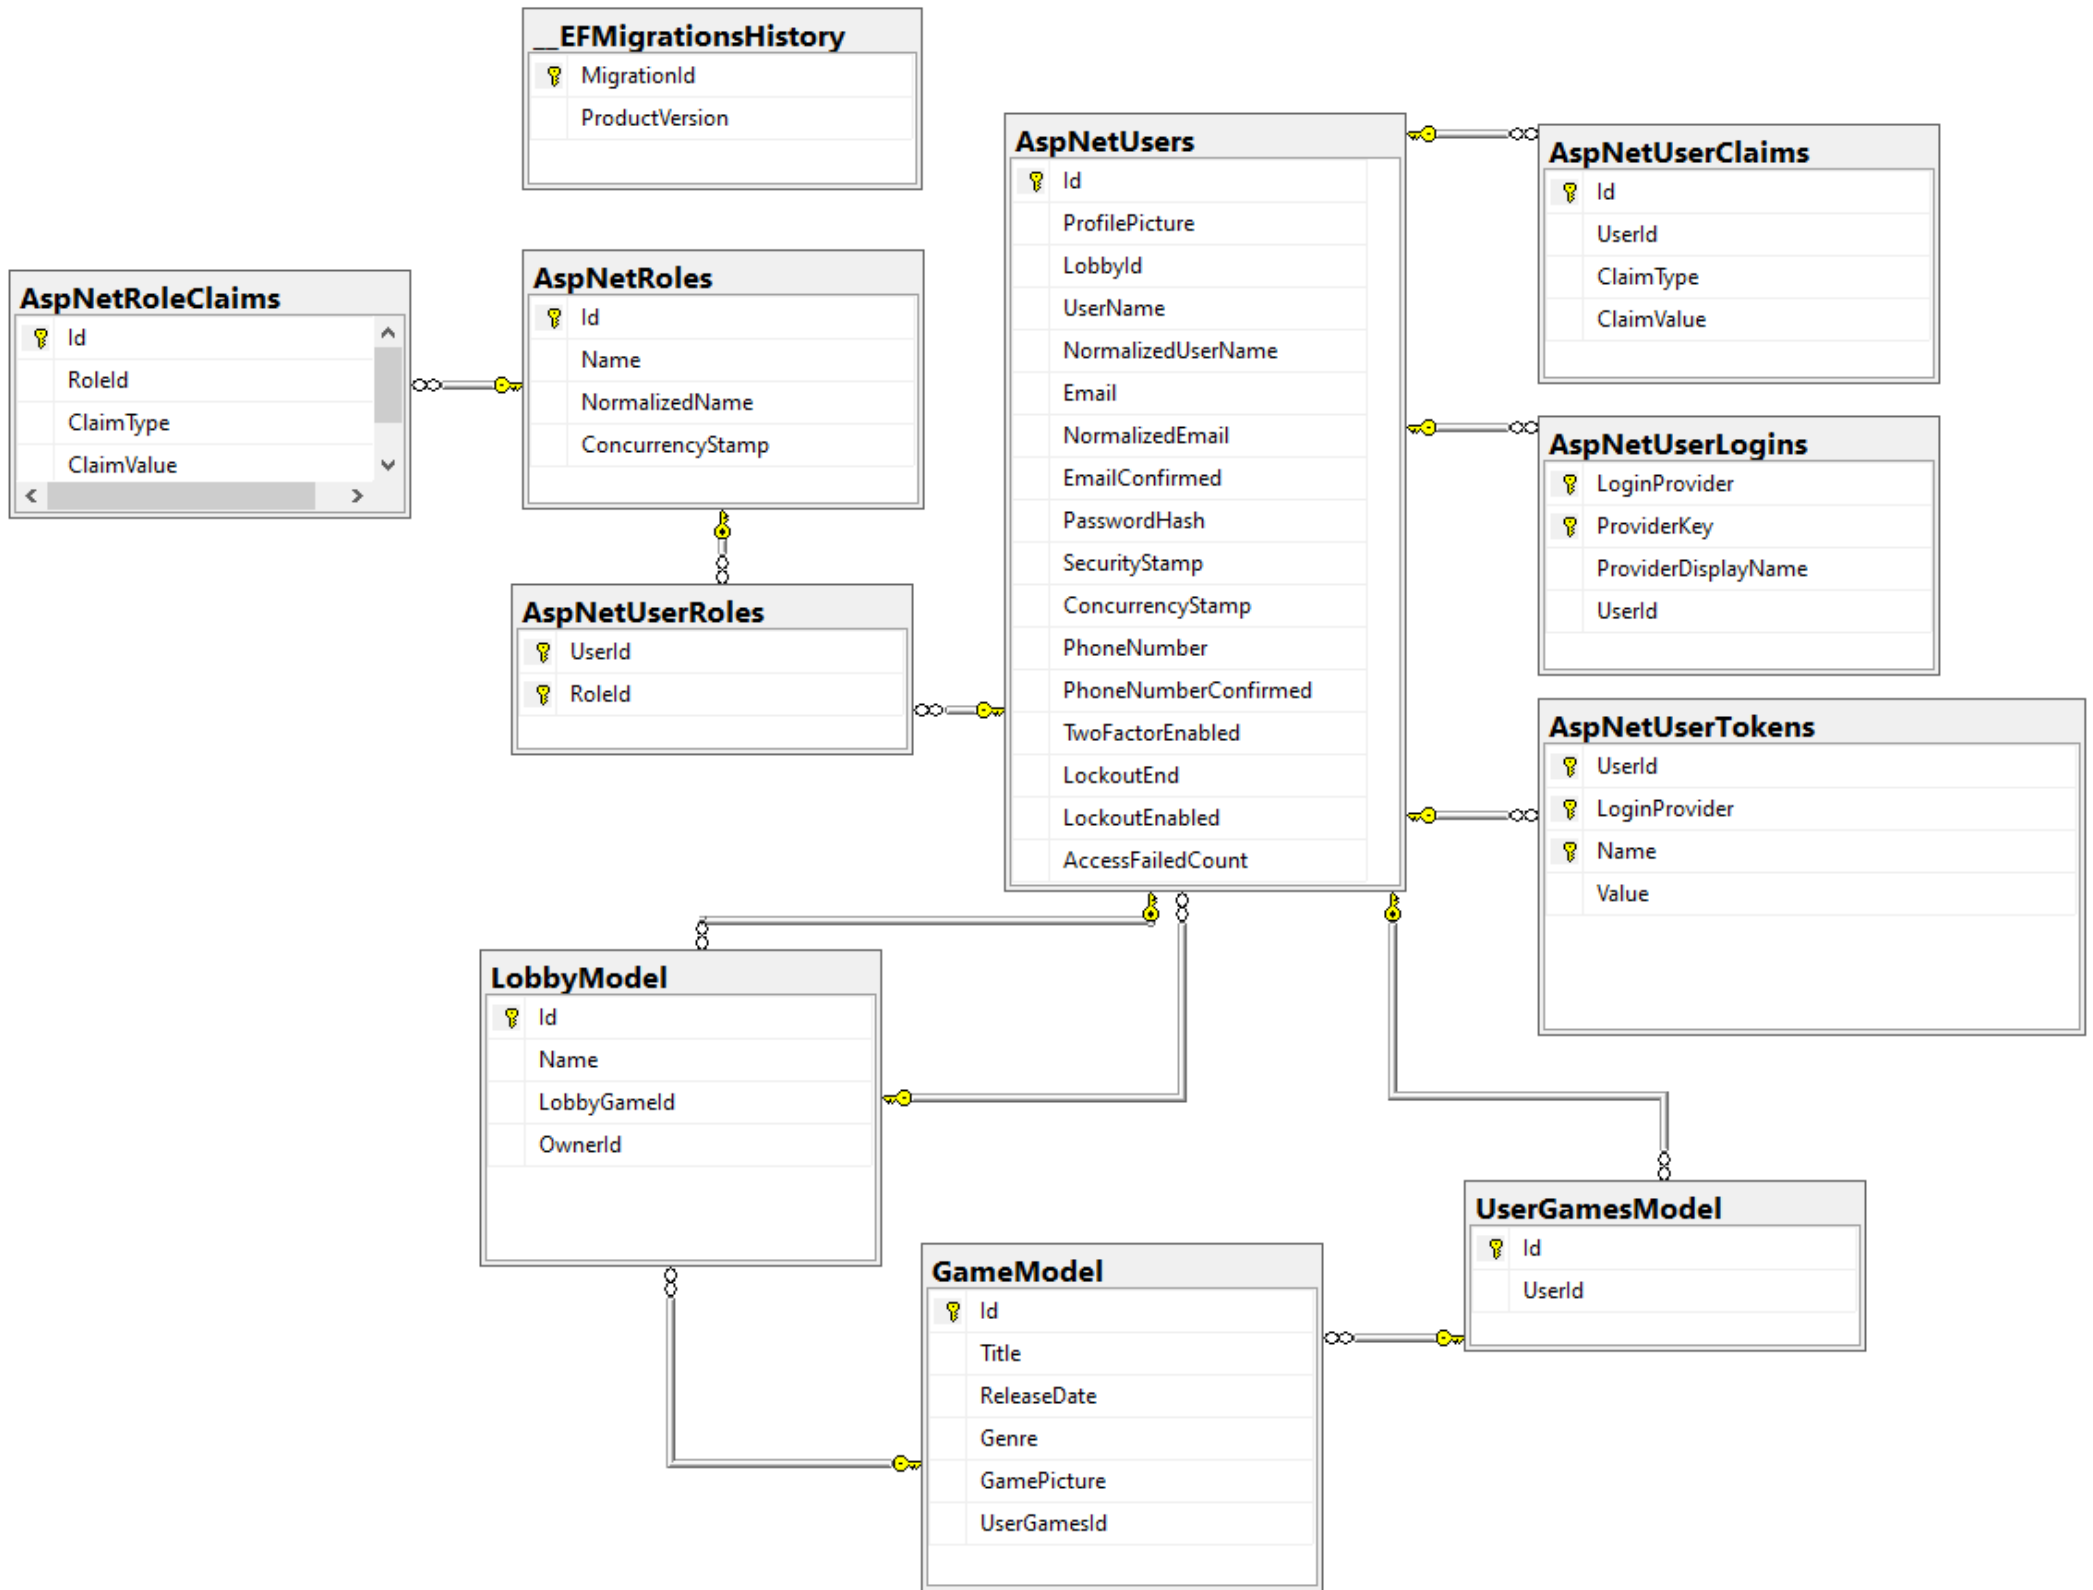 __EFMigrationsHistory
MigrationId
ProductVersion
AspNetRoleClaims
Id
RoleId
ClaimType
ClaimValue
AspNetRoles
Id
Name
NormalizedName
ConcurrencyStamp
AspNetUserRoles
UserId
RoleId
AspNetUsers
Id
ProfilePicture
LobbyId
UserName
NormalizedUserName
Email
NormalizedEmail
EmailConfirmed
PasswordHash
SecurityStamp
ConcurrencyStamp
PhoneNumber
PhoneNumberConfirmed
TwoFactorEnabled
LockoutEnd
LockoutEnabled
AccessFailedCount
AspNetUserClaims
Id
UserId
ClaimType
ClaimValue
AspNetUserLogins
LoginProvider
ProviderKey
ProviderDisplayName
UserId
AspNetUserTokens
UserId
LoginProvider
Name
Value
LobbyModel
Id
Name
LobbyGameId
OwnerId
GameModel
Id
Title
ReleaseDate
Genre
GamePicture
UserGamesId
UserGamesModel
Id
UserId